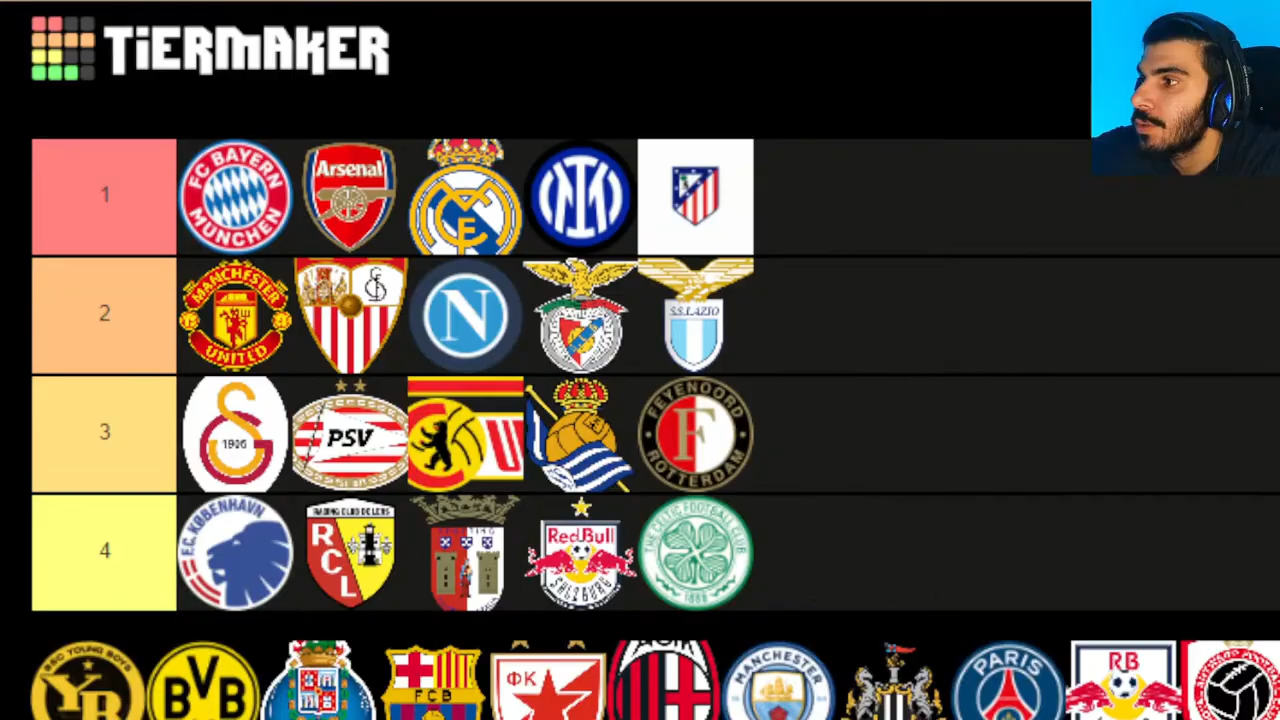 TiERMAKER
1
FC BAYERN MÜNCHEN
Arsenal
2
MANCHESTER UNITED
N
S.S.LAZIO
3
1905
PSV
U
FEYENOORD ROTTERDAM
F
4
F.C. KØBENHAVN
RACING CLUB DE LENS
RCL
RedBull
SALZBURG
THE CELTIC FOOTBALL CLUB
1888
BSC YOUNG BOYS
YB
BVB
FCB
ФК
ACM
MANCHESTER
PARIS
RB